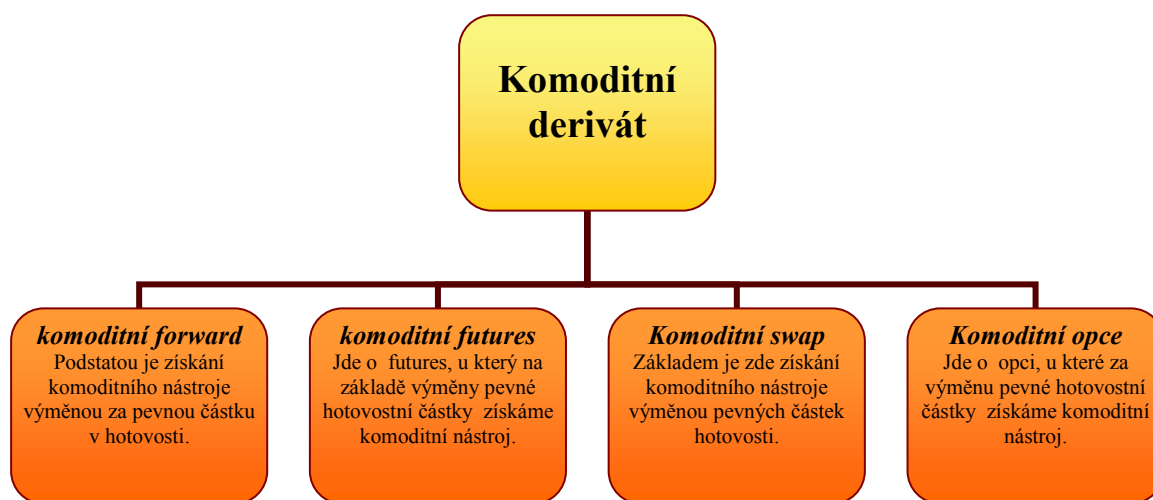 Komoditní
derivát
komoditní forward
Podstatou je získání
komoditního nástroje
výměnou za pevnou částku
v hotovosti.
komoditní futures
Jde o  futures, u který na
základě výměny pevné
hotovostní částky  získáme
komoditní nástroj.
Komoditní swap
Základem je zde získání
komoditního nástroje
výměnou pevných částek
hotovosti.
Komoditní opce
Jde o  opci, u které za
výměnu pevné hotovostní
částky  získáme komoditní
nástroj.